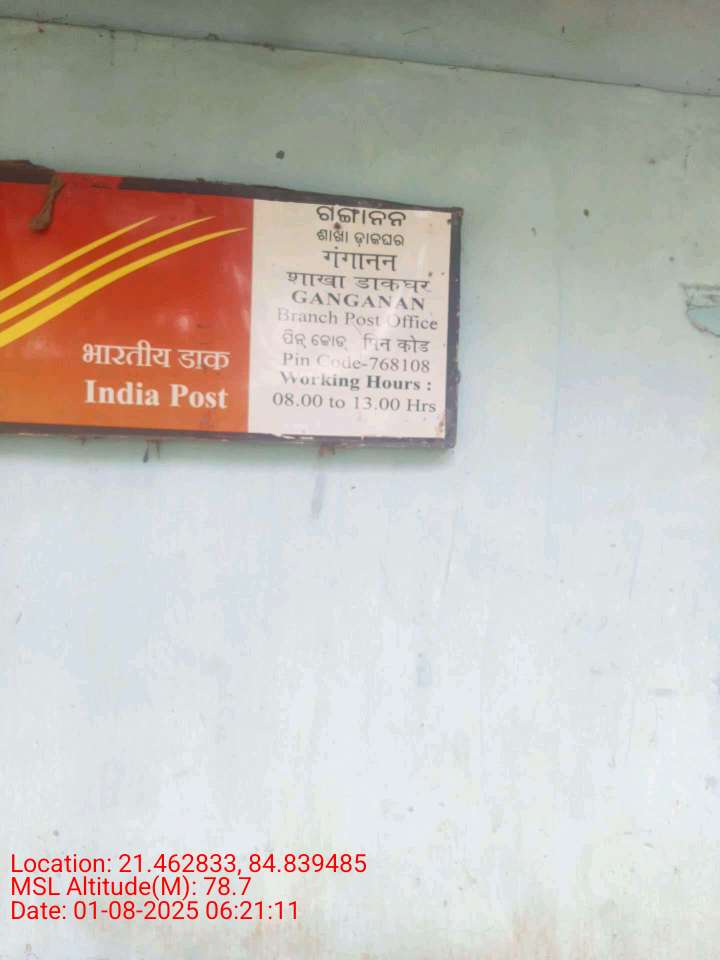 भारतीय डाक
India Post
ଗଙ୍ଗାନନ
ଶାଖା ଡ଼ାକଘର
गंगानन
शाखा डाकघर
GANGANAN
Branch Post Office
ପିନ୍ କୋଡ୍ पिन कोड
Pin Code-768108
Working Hours :
08.00 to 13.00 Hrs
Location: 21.462833, 84.839485
MSL Altitude(M): 78.7
Date: 01-08-2025 06:21:11